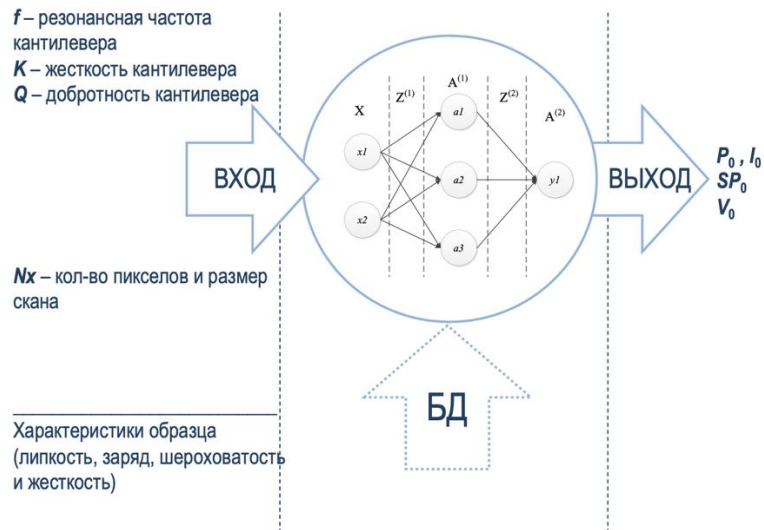 f – резонансная частота
кантилевера
K – жесткость кантилевера
Q – добротность кантилевера
ВХОД
Nx – кол-во пикселов и размер
скана
Характеристики образца
(липкость, заряд, шероховатость
и жесткость)
X
Z(1)
A(1)
Z(2)
A(2)
x1
x2
a1
a2
a3
y1
БД
ВЫХОД
P0 , I0
SP0
V0